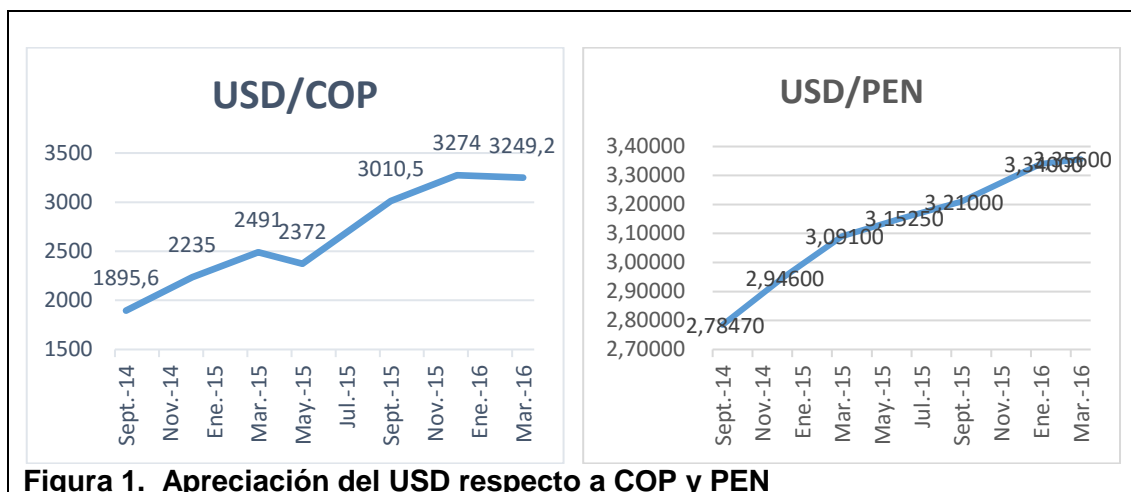 USD/COP
3500
3000
2500
2000
1500
1895,6
2235
2491
2372
3010,5
3274
3249,2
Sept.-14
Nov.-14
Ene.-15
Mar.-15
May.-15
Jul.-15
Sept.-15
Nov.-15
Ene.-16
Mar.-16
USD/PEN
3,40000
3,30000
3,20000
3,10000
3,00000
2,90000
2,80000
2,70000
2,78470
2,94600
3,09100
3,15250
3,21000
3,34000
3,35600
Sept.-14
Nov.-14
Ene.-15
Mar.-15
May.-15
Jul.-15
Sept.-15
Nov.-15
Ene.-16
Mar.-16
Figura 1. Apreciación del USD respecto a COP y PEN